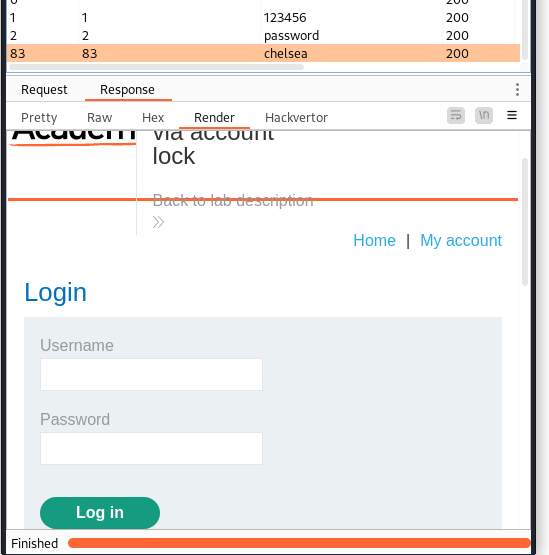 0 200
1 1 123456 200
2 2 password 200
83 83 chelsea 200
Request Response
Pretty Raw Hex Render Hackvertor
\n
Academ
via account
lock
Back to lab description
Home | My account
Login
Username
Password
Log in
Finished